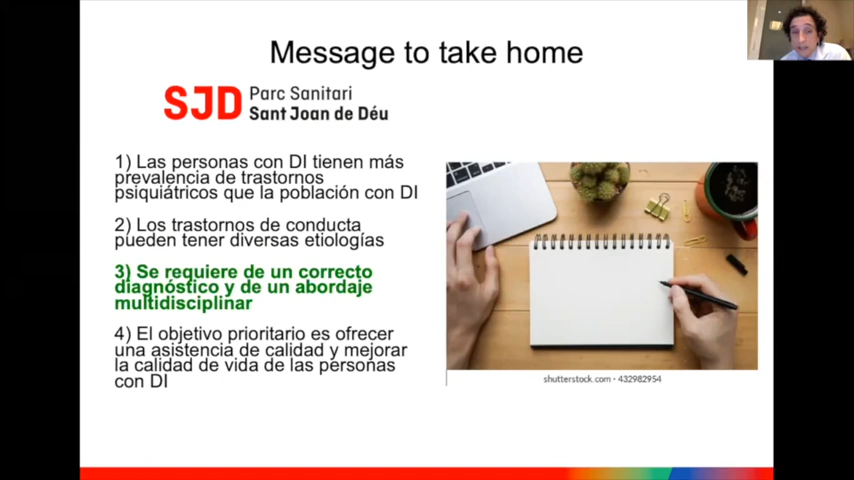 Message to take home
SJD Parc Sanitari
Sant Joan de Déu
1) Las personas con DI tienen más
prevalencia de trastornos
psiquiátricos que la población con DI
2) Los trastornos de conducta
pueden tener diversas etiologías
3) Se requiere de un correcto
diagnóstico y de un abordaje
multidisciplinar
4) El objetivo prioritario es ofrecer
una asistencia de calidad y mejorar
la calidad de vida de las personas
con DI
shutterstock.com • 432982954